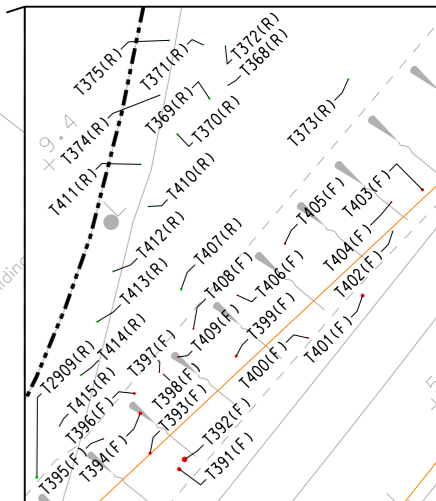 T372(R)
T368(R)
T375(R)
T371(R)
T369(R)
T370(R)
T373(R)
T374(R)
+9.4
T411(R)
T410(R)
T403(F)
T405(F)
T404(F)
T402(F)
T412(R)
T407(R)
T413(R)
T408(F)
T406(F)
T409(F)
T399(F)
T401(F)
T400(F)
T414(R)
T2909(R)
T397(F)
T398(F)
T415(R)
T396(F)
T393(F)
T392(F)
T395(F)
T394(F)
T391(F)